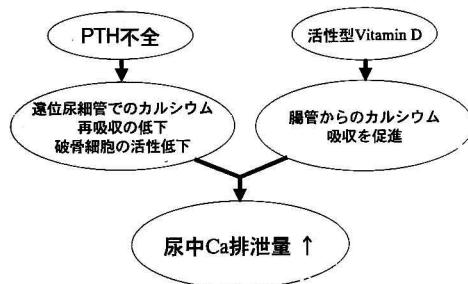 PTH不全
活性型Vitamin D
遠位尿細管でのカルシウム
再吸収の低下
破骨細胞の活性低下
腸管からのカルシウム
吸収を促進
尿中Ca排泄量 ↑